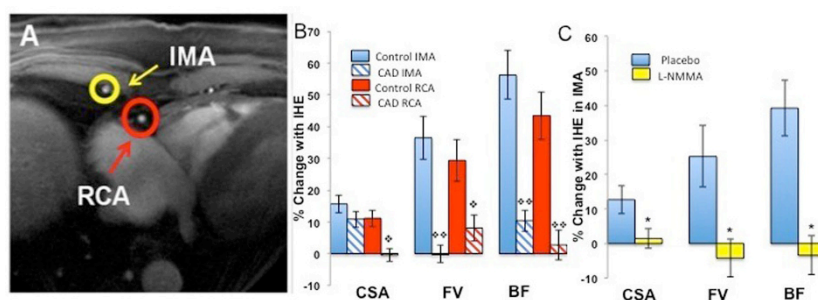 A
IMA
RCA
B
% Change with IHE
70
60
50
40
30
20
10
0
-10
Control IMA
CAD IMA
Control RCA
CAD RCA
CSA
FV
BF
C
% Change with IHE in IMA
60
50
40
30
20
10
0
-10
Placebo
L-NMMA
*
*
*
CSA
FV
BF